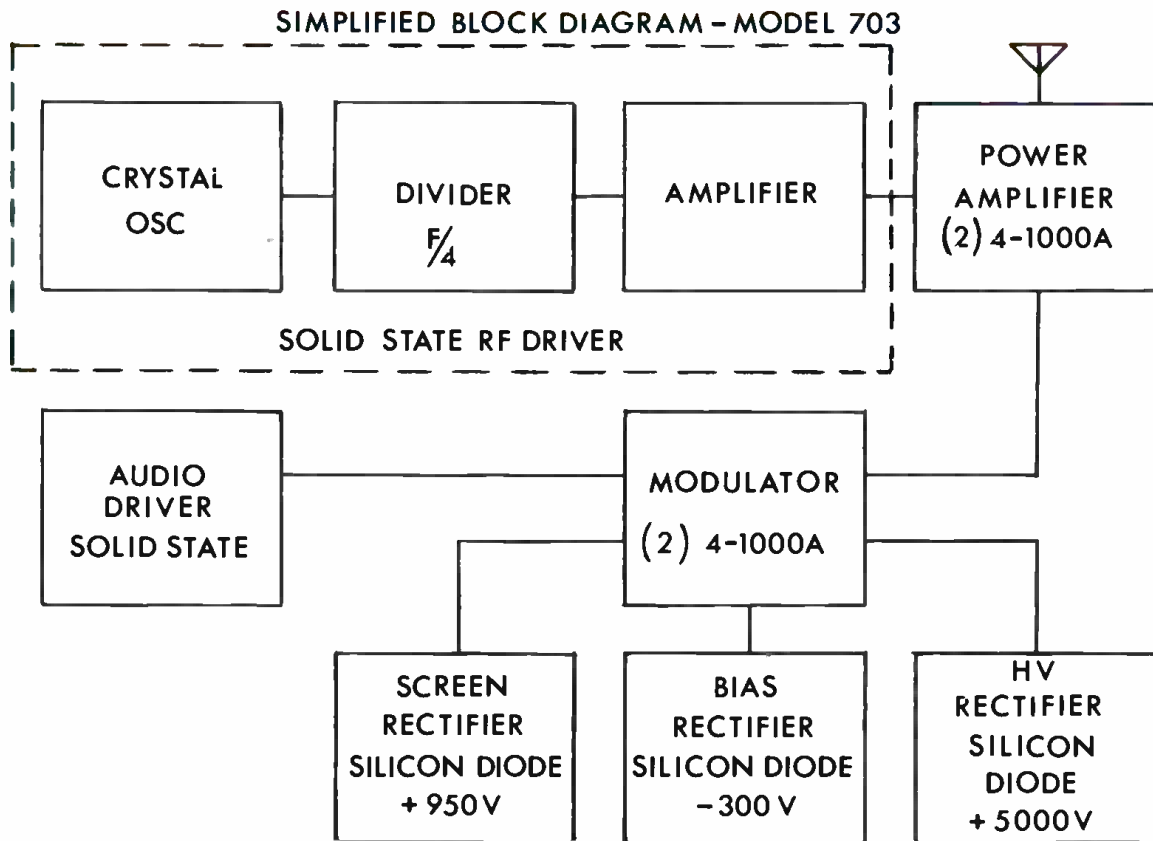 SIMPLIFIED BLOCK DIAGRAM – MODEL 703
CRYSTAL
OSC
DIVIDER
F/4
AMPLIFIER
POWER
AMPLIFIER
(2) 4-1000A
SOLID STATE RF DRIVER
AUDIO
DRIVER
SOLID STATE
MODULATOR
(2) 4-1000A
SCREEN
RECTIFIER
SILICON DIODE
+ 950 V
BIAS
RECTIFIER
SILICON DIODE
– 300 V
HV
RECTIFIER
SILICON
DIODE
+ 5000 V